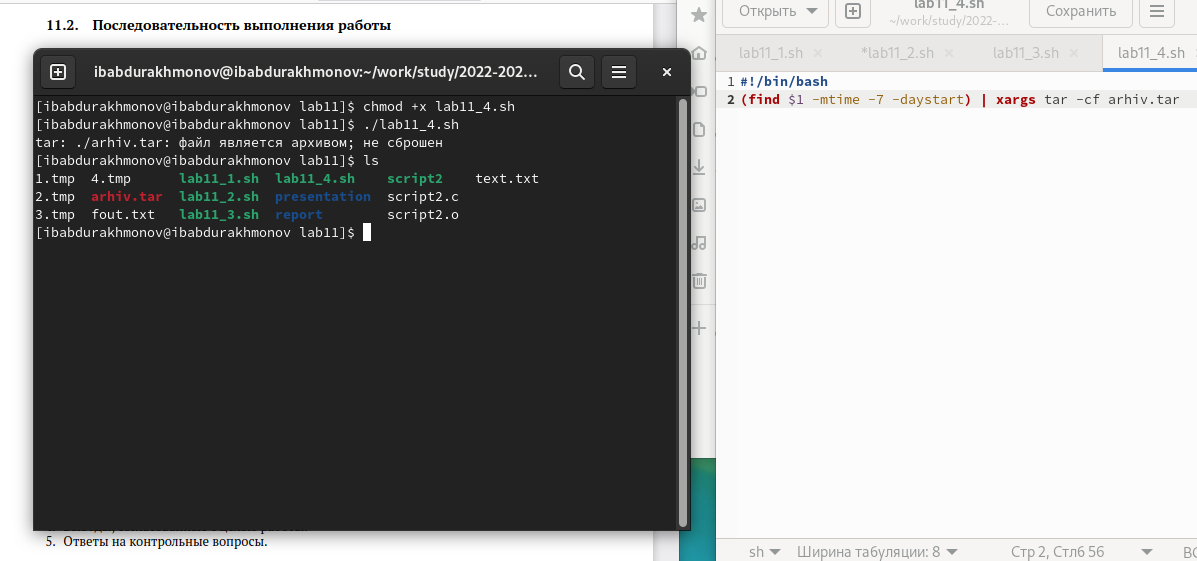 11.2. Последовательность выполнения работы
ibabdurakhmonov@ibabdurakhmonov:~/work/study/2022-202...
[ibabdurakhmonov@ibabdurakhmonov lab11]$ chmod +x lab11_4.sh
[ibabdurakhmonov@ibabdurakhmonov lab11]$ ./lab11_4.sh
tar: ./arhiv.tar: файл является архивом; не сброшен
[ibabdurakhmonov@ibabdurakhmonov lab11]$ ls
1.tmp 4.tmp lab11_1.sh lab11_4.sh script2 text.txt
2.tmp arhiv.tar lab11_2.sh presentation script2.c
3.tmp fout.txt lab11_3.sh report script2.o
[ibabdurakhmonov@ibabdurakhmonov lab11]$
5. Ответы на контрольные вопросы.
Открыть
lab11_4.sh
~/work/study/2022-...
Сохранить
lab11_1.sh × *lab11_2.sh × lab11_3.sh × lab11_4.sh
1 #!/bin/bash
2 (find $1 -mtime -7 -daystart) | xargs tar -cf arhiv.tar
sh Ширина табуляции: 8 Стр 2, Стлб 56 ВС